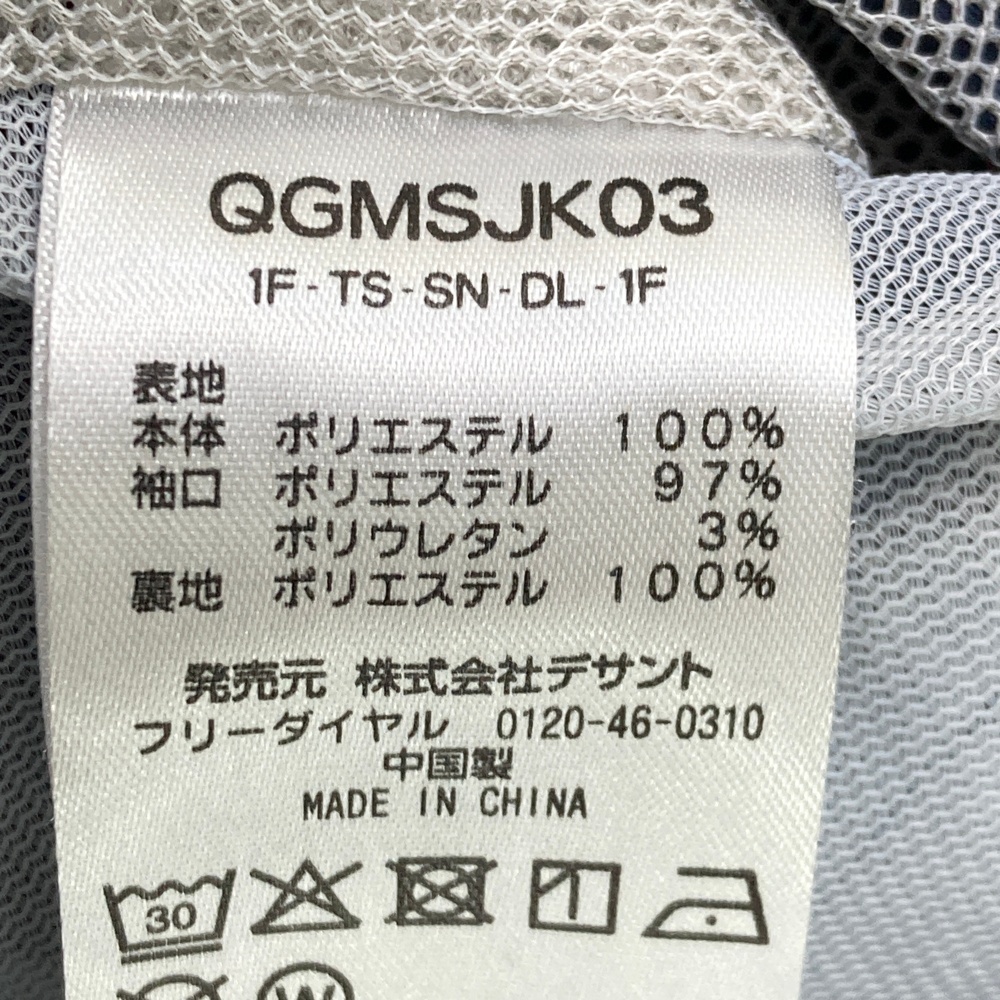 QGMSJK03
1F-TS-SN-DL-1F
表地
本体 ポリエステル 100%
袖口 ポリエステル 97%
ポリウレタン 3%
裏地 ポリエステル 100%
発売元 株式会社デサント
フリーダイヤル 0120-46-0310
中国製
MADE IN CHINA
30
W